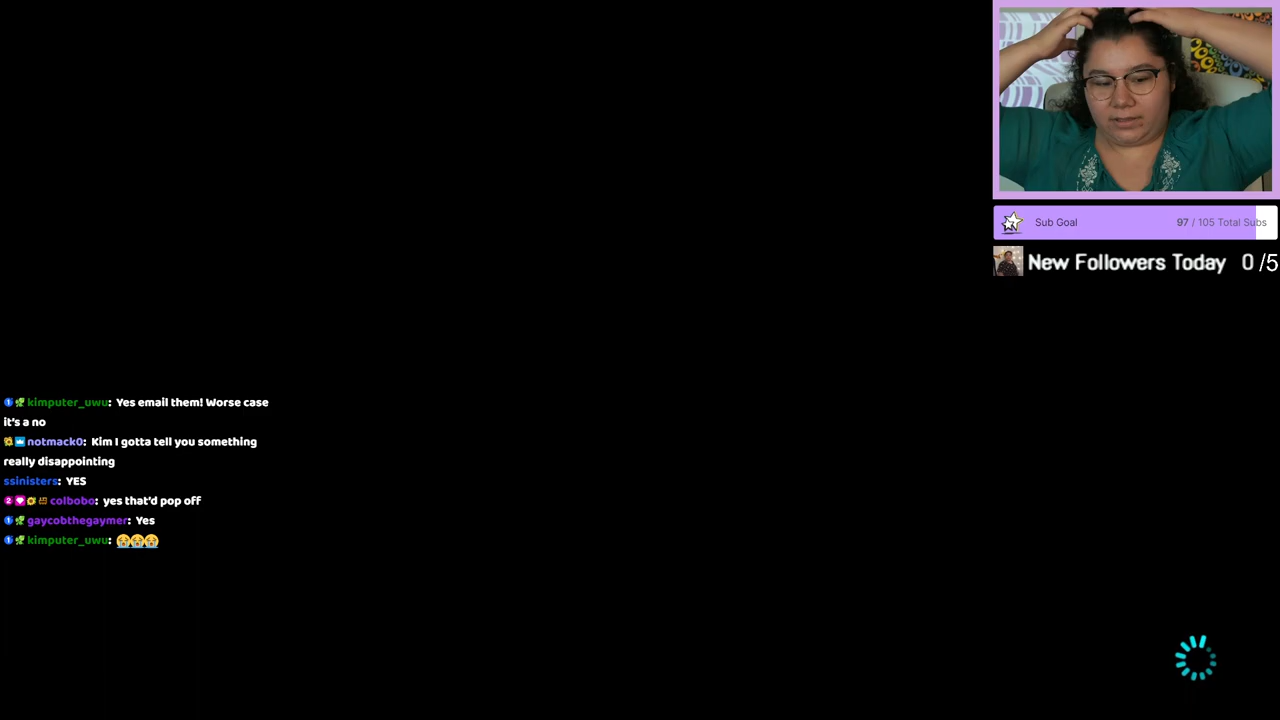 Sub Goal 97 / 105 Total Subs
New Followers Today 0 /5
kimputer_uwu: Yes email them! Worse case
it's a no
notmack0: Kim I gotta tell you something
really disappointing
ssinisters: YES
colbobo: yes that'd pop off
gaycobthegaymer: Yes
kimputer_uwu: 😭😭😭